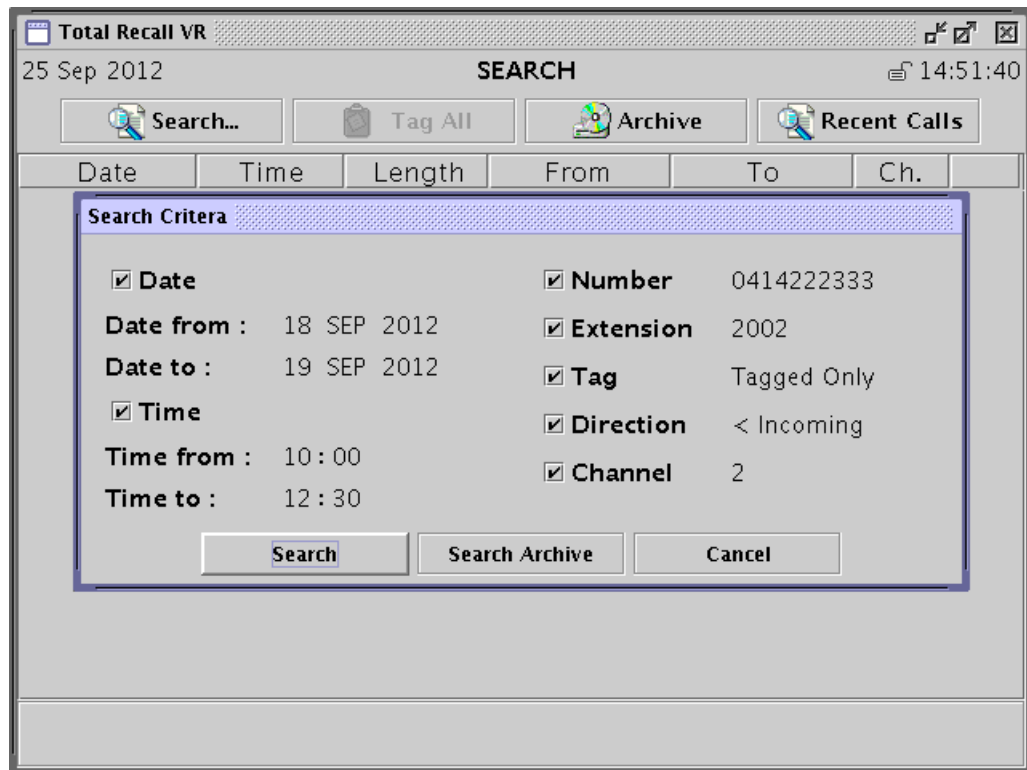 Total Recall VR
25 Sep 2012 SEARCH 14:51:40
Search... Tag All Archive Recent Calls
Date Time Length From To Ch.
Search Critera
Date
Date from : 18 SEP 2012
Date to : 19 SEP 2012
Time
Time from : 10:00
Time to : 12:30
Number 0414222333
Extension 2002
Tag Tagged Only
Direction < Incoming
Channel 2
Search Search Archive Cancel